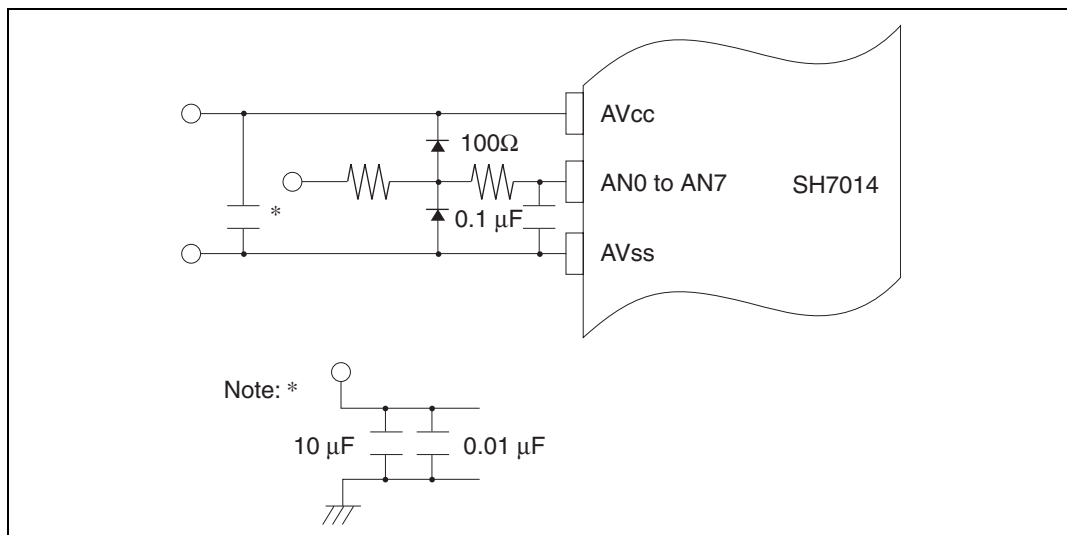 AVcc
100Ω
AN0 to AN7
SH7014
0.1 μF
*
AVss
Note: *
10 μF
0.01 μF